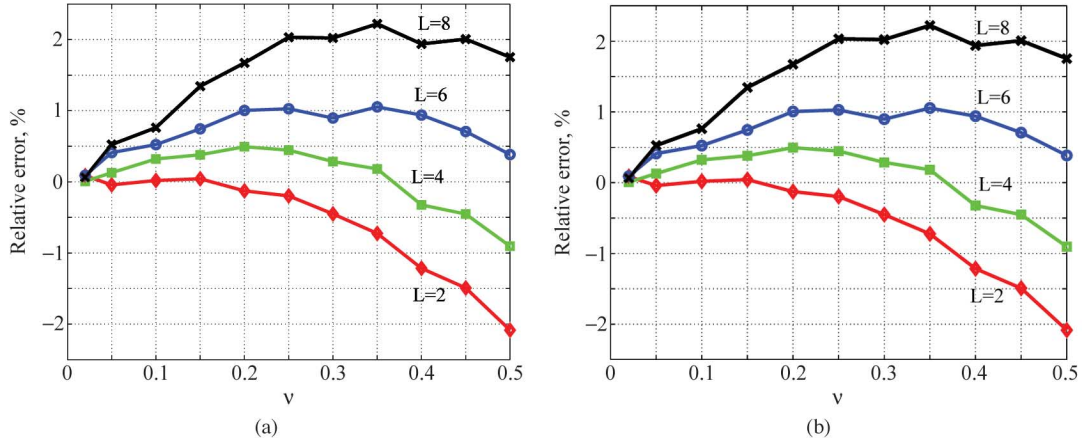 L=8
2
L=6
1
Relative error, %
0
L=4
−1
L=2
−2
0 0.1 0.2 0.3 0.4 0.5
ν
(a)
L=8
2
L=6
1
Relative error, %
0
L=4
−1
L=2
−2
0 0.1 0.2 0.3 0.4 0.5
ν
(b)